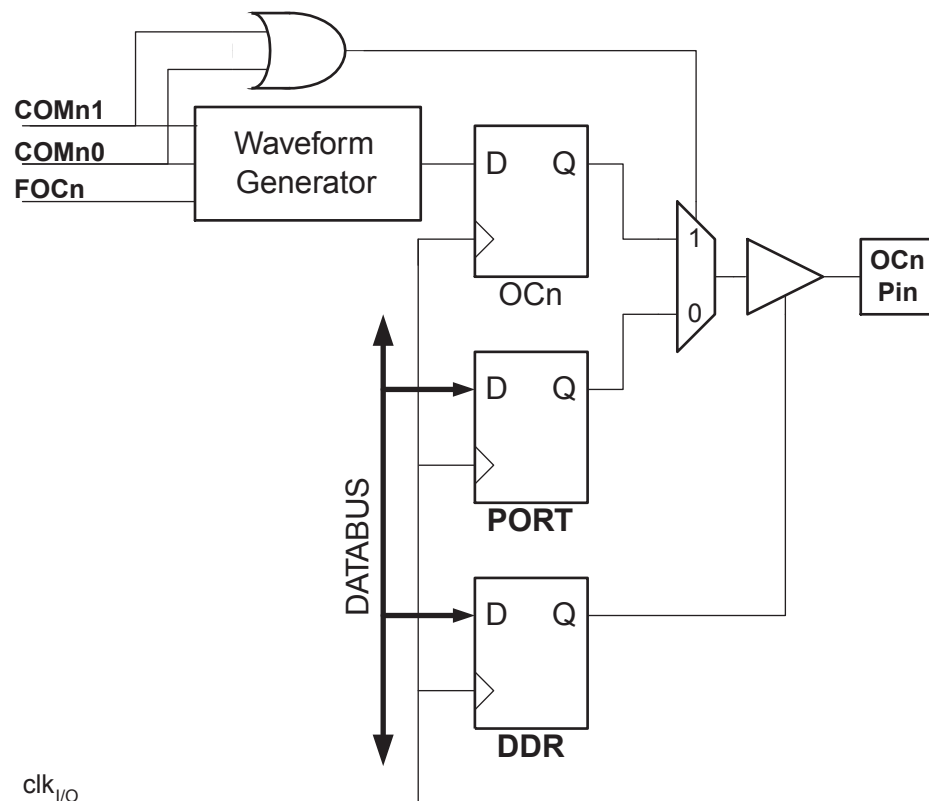 COMn1
COMn0
FOCn
Waveform
Generator
D Q
OCn
1
0
OCn
Pin
D Q
PORT
DATABUS
D Q
DDR
clkI/O